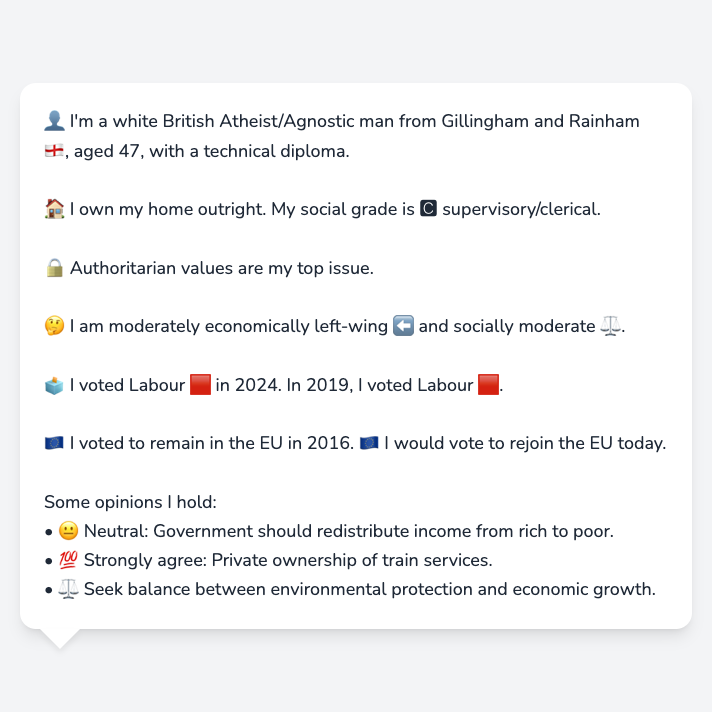 👤 I'm a white British Atheist/Agnostic man from Gillingham and Rainham
🏴󠁧󠁢󠁥󠁮󠁧󠁿, aged 47, with a technical diploma.
🏠 I own my home outright. My social grade is 🅲 supervisory/clerical.
🔒 Authoritarian values are my top issue.
🤔 I am moderately economically left-wing ⬅️ and socially moderate ⚖️.
🗳️ I voted Labour 🟥 in 2024. In 2019, I voted Labour 🟥.
🇪🇺 I voted to remain in the EU in 2016. 🇪🇺 I would vote to rejoin the EU today.
Some opinions I hold:
• 😐 Neutral: Government should redistribute income from rich to poor.
• 💯 Strongly agree: Private ownership of train services.
• ⚖️ Seek balance between environmental protection and economic growth.